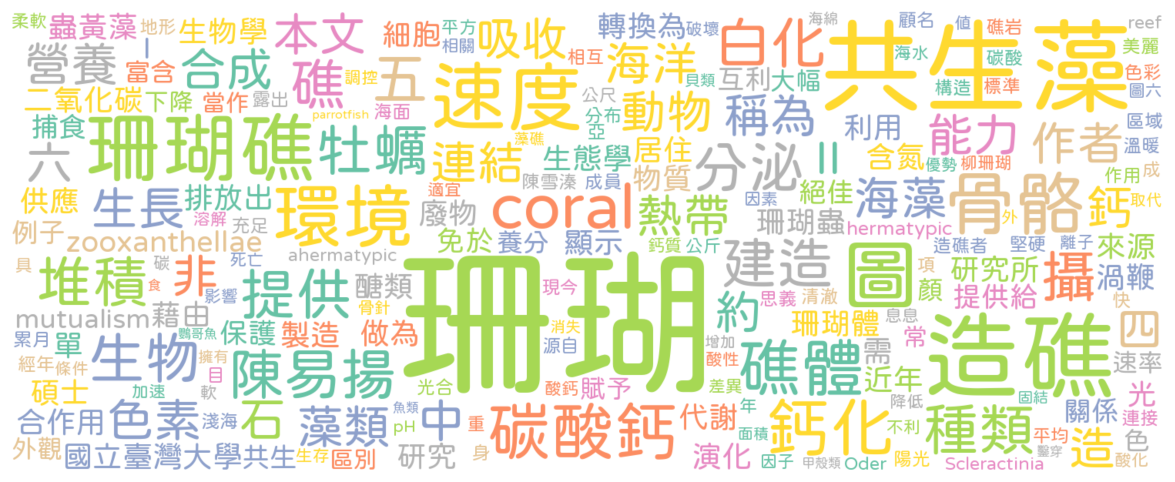 柔軟 地形 生物學 本文 細胞 吸收 平方 相關 破壞 轉換為 海綿 白化 顧名 值 礁岩 reef
蟲黃藻 I 富含 合成 礁 調控 五 速度 相互 海洋 互利 大幅 海水 共生藻 碳酸 標準 構造 美麗 色彩 圖六
營養 二氧化碳 下降 當作 露出 海面 parrotfish 公尺 分布 動物 稱為 利用 能力 作者 區域 溫暖
捕食 六 珊瑚礁 牡蠣 連結 藻礁 亞 貝類 生態學 居住 分泌 II 含氮 優勢 柳珊瑚 作用 成
供應 生長 排放出 環境 適宜 廢物 coral 陳雪溱 成員 物質 熱帶 因素 絕佳 海藻 骨骼 鈣 取代
例子 zooxanthellae 溶解 充足 免於 養分 顯示 鈣質 公斤 珊瑚蟲 hermatypic 外 造礁者 堅硬 離子 來源
具 堆積 碳 食 非 死亡 影響 ahermatypic 提供 醣類 珊瑚 現今 建造 思義 清澈 圖 項 顏 研究所 提供給 攝 渦鞭
mutualism 藉由 骨針 約 珊瑚體 息息 常 快 四
累月 單 鸚哥魚 保護 製造 做為 消失 源自 增加 酸性 礁體 需 造礁 速率
經年 條件 擁有 生物 目 陳易揚 光合 酸鈣 賦予 差異 近年 降低 固結 光
碩士 加速 軟 魚類 碳酸鈣 代謝 年 鈣化 不利 種類 關係 連接
合作用 色素 淺海 石 藻類 中 pH 重 面積 因子 陽光 平均 造 色
外觀 國立臺灣大學共生 生存 區別 研究 身 演化 甲殼類 Oder Scleractinia 鑿穿 酸化